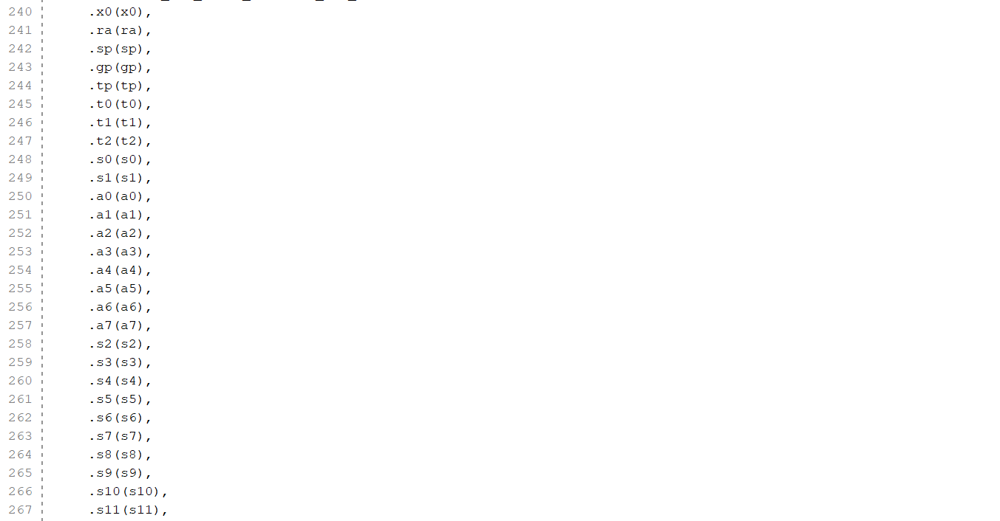 240 .x0(x0),
241 .ra(ra),
242 .sp(sp),
243 .gp(gp),
244 .tp(tp),
245 .t0(t0),
246 .t1(t1),
247 .t2(t2),
248 .s0(s0),
249 .s1(s1),
250 .a0(a0),
251 .a1(a1),
252 .a2(a2),
253 .a3(a3),
254 .a4(a4),
255 .a5(a5),
256 .a6(a6),
257 .a7(a7),
258 .s2(s2),
259 .s3(s3),
260 .s4(s4),
261 .s5(s5),
262 .s6(s6),
263 .s7(s7),
264 .s8(s8),
265 .s9(s9),
266 .s10(s10),
267 .s11(s11),